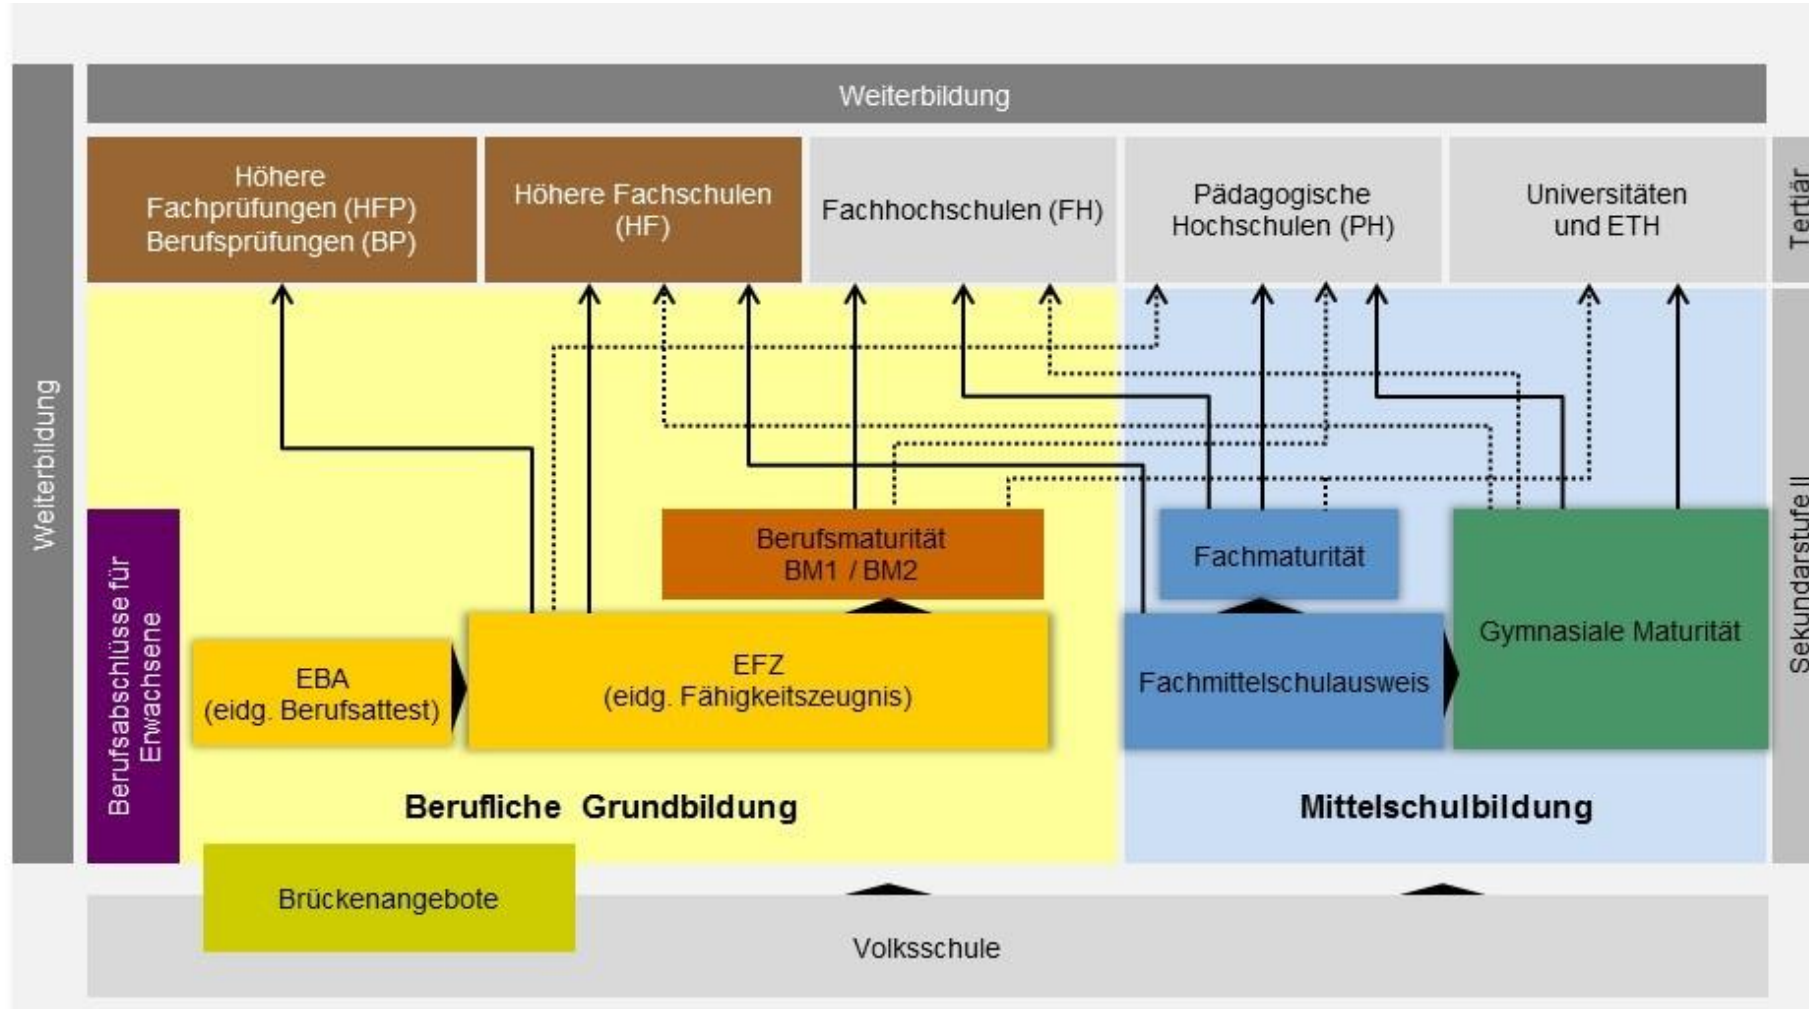 Weiterbildung
Weiterbildung
Höhere
Fachprüfungen (HFP)
Berufsprüfungen (BP)
Höhere Fachschulen
(HF)
Fachhochschulen (FH)
Pädagogische
Hochschulen (PH)
Universitäten
und ETH
Tertiär
Sekundarstufe II
Berufsabschlüsse für
Erwachsene
Berufsmaturität
BM1 / BM2
Fachmaturität
Gymnasiale Maturität
EBA
(eidg. Berufsattest)
EFZ
(eidg. Fähigkeitszeugnis)
Fachmittelschulausweis
Berufliche Grundbildung
Mittelschulbildung
Brückenangebote
Volksschule